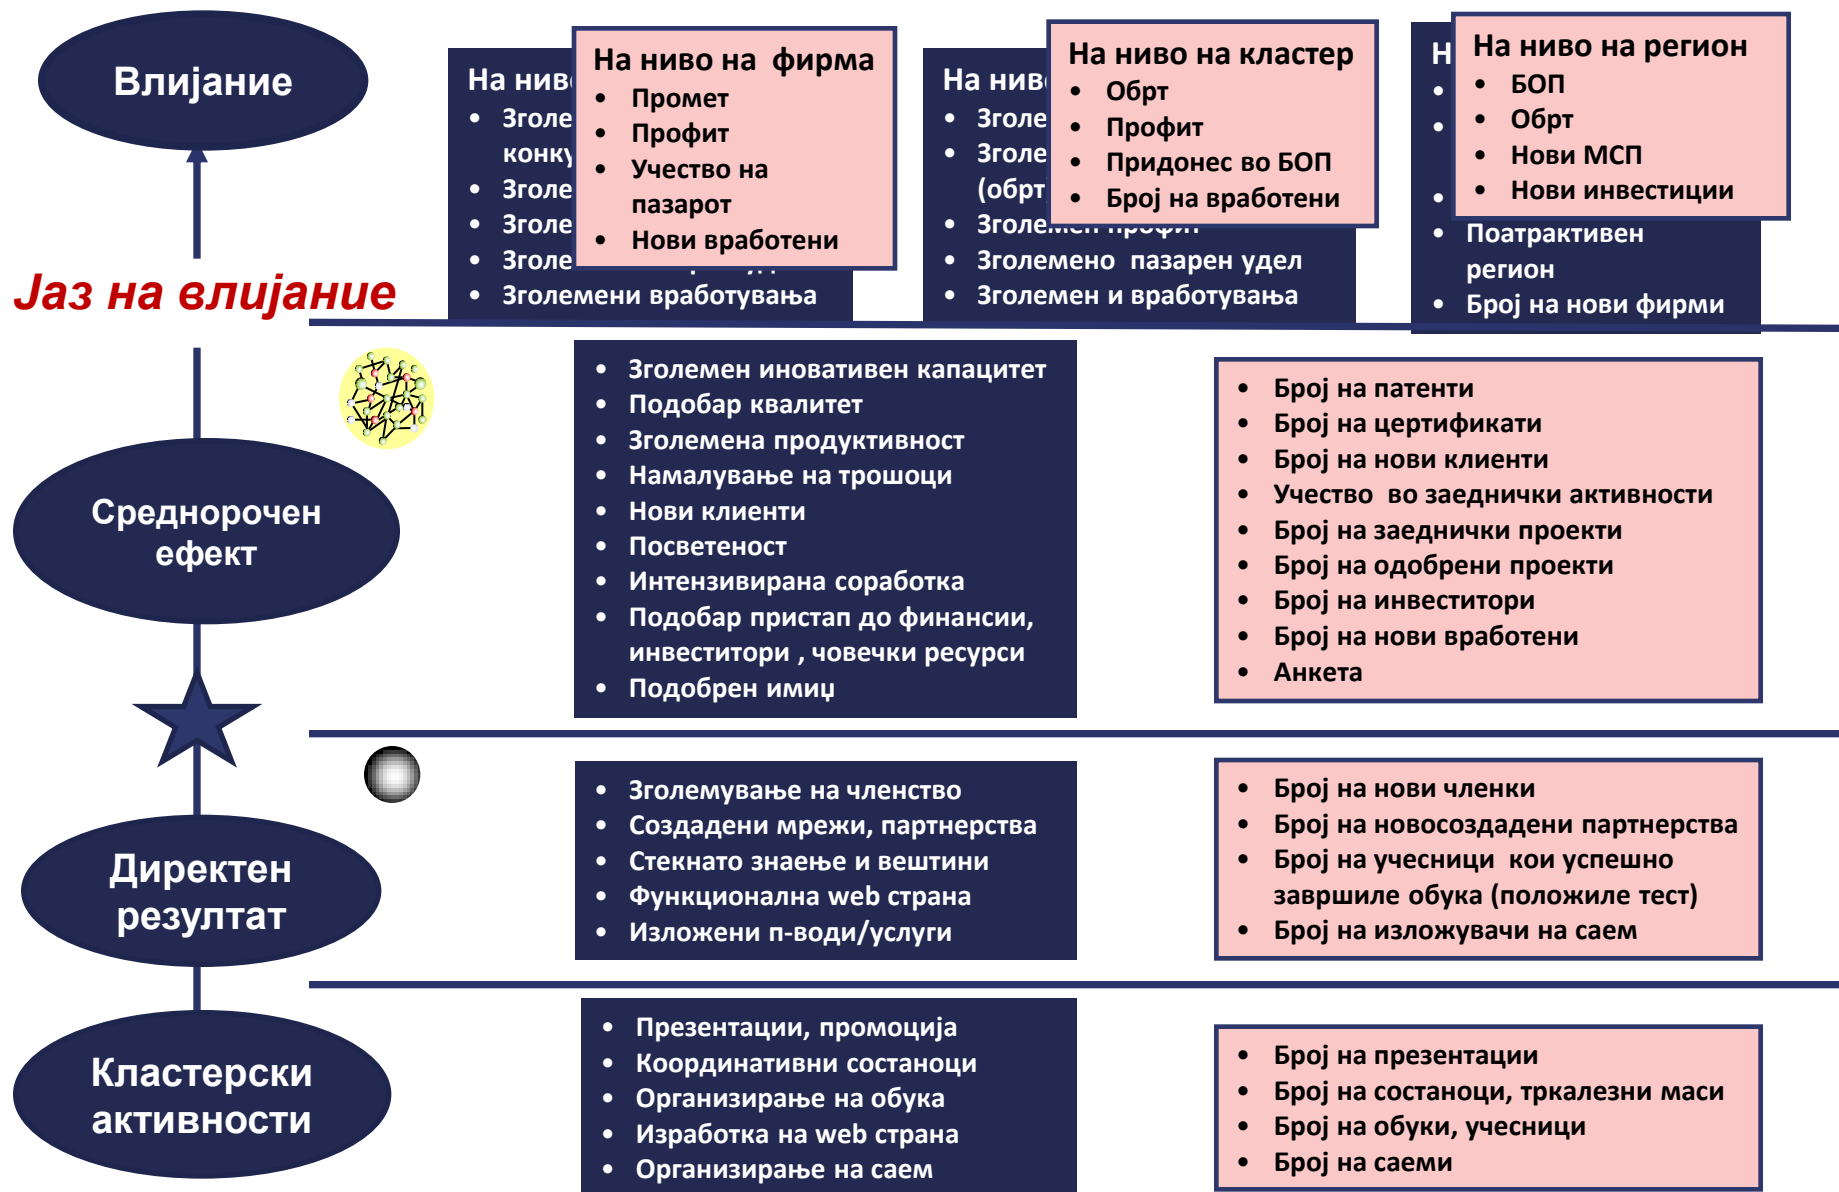 Влијание
На ниво
Зголе
конку
Зголе
Зголе
Зголе
Зголемени вработувања
На ниво на  фирма
Промет
Профит
Учество на
пазарот
Нови вработени
На ниво
Зголе
Зголе
(обрт
Зголемен профит
Зголемено  пазарен удел
Зголемен и вработувања
На ниво на кластер
Обрт
Профит
Придонес во БОП
Број на вработени
Н
Поатрактивен
регион
Број на нови фирми
На ниво на регион
БОП
Обрт
Нови МСП
Нови инвестиции
Јаз на влијание
Среднорочен
ефект
Зголемен иновативен капацитет
Подобар квалитет
Зголемена продуктивност
Намалување на трошоци
Нови клиенти
Посветеност
Интензивирана соработка
Подобар пристап до финансии,
инвеститори , човечки ресурси
Подобрен имиџ
Број на патенти
Број на цертификати
Број на нови клиенти
Учество  во заеднички активности
Број на заеднички проекти
Број на одобрени проекти
Број на инвеститори
Број на нови вработени
Анкета
Директен
резултат
Зголемување на членство
Создадени мрежи, партнерства
Стекнато знаење и вештини
Функционална web страна
Изложени п-води/услуги
Број на нови членки
Број на новосоздадени партнерства
Број на учесници  кои успешно
завршиле обука (положиле тест)
Број на изложувачи на саем
Кластерски
активности
Презентации, промоција
Координативни состаноци
Организирање на обука
Изработка на web страна
Организирање на саем
Број на презентации
Број на состаноци, тркалезни маси
Број на обуки, учесници
Број на саеми